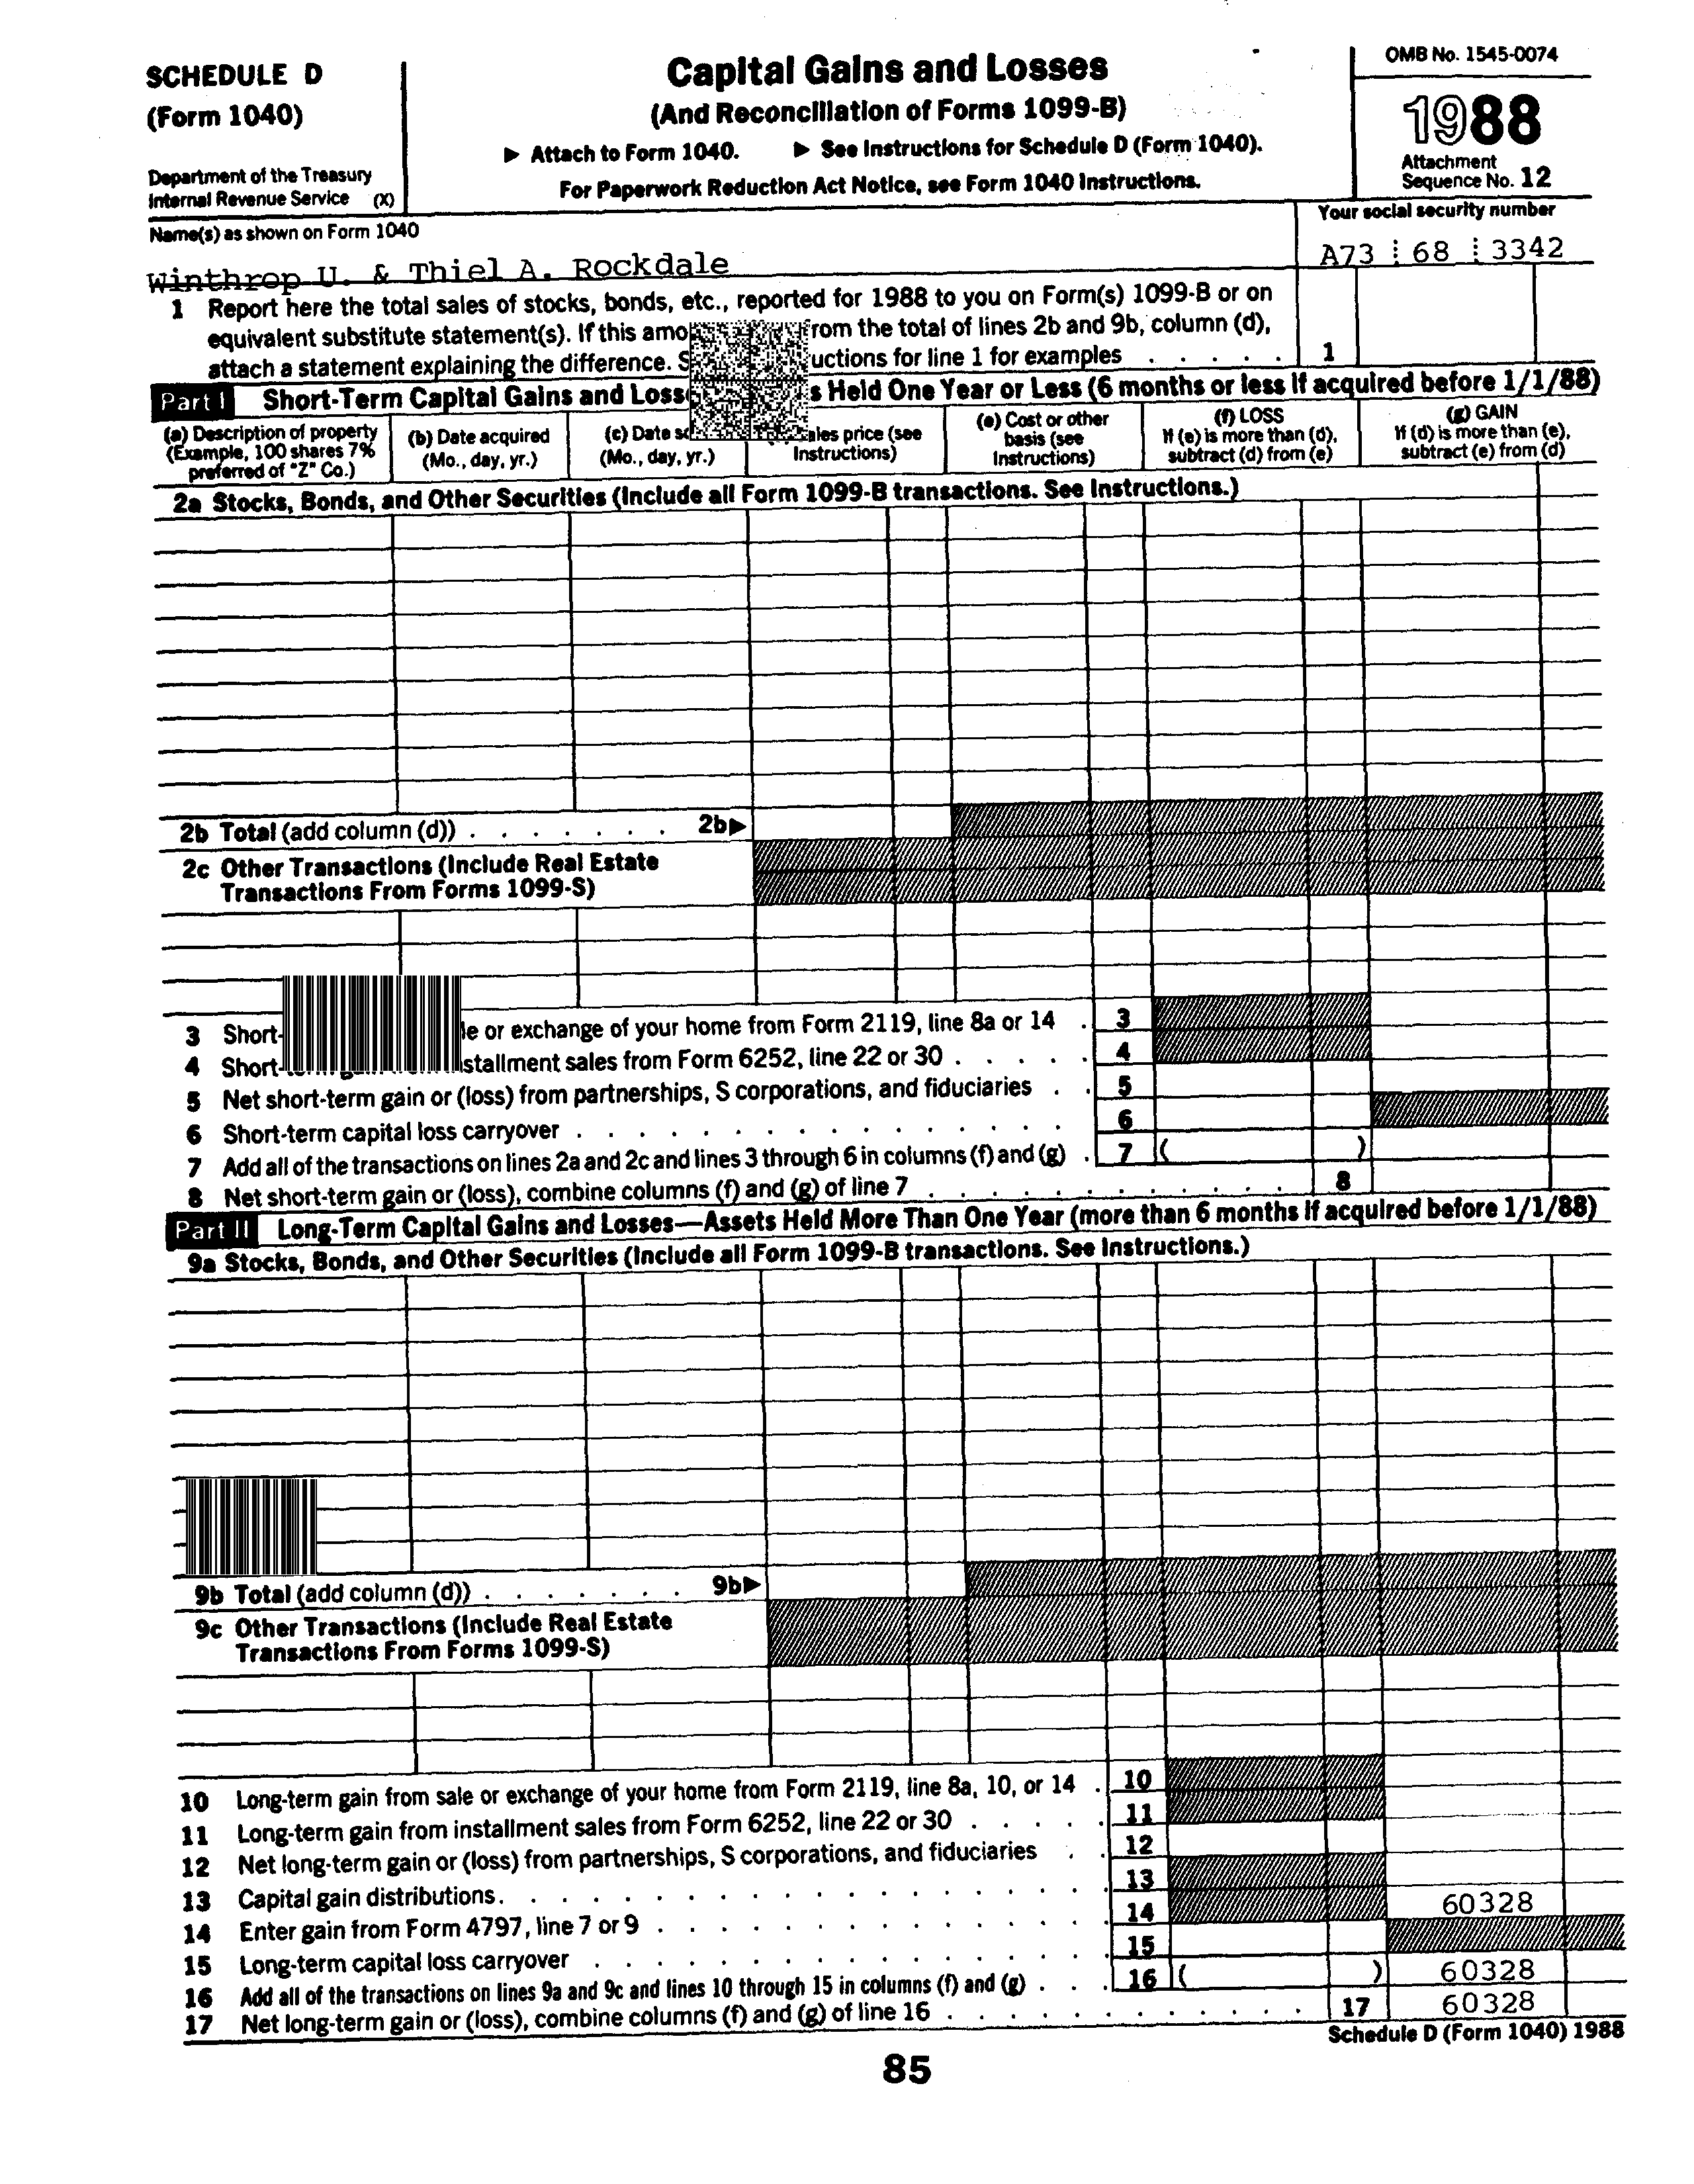 SCHEDULE D
(Form 1040)
Department of the Treasury
Internal Revenue Service (X)
Capital Gains and Losses
(And Reconciliation of Forms 1099-B)
▶ Attach to Form 1040. ▶ See Instructions for Schedule D (Form 1040).
For Paperwork Reduction Act Notice, see Form 1040 Instructions.
OMB No. 1545-0074
1988
Attachment
Sequence No. 12
Name(s) as shown on Form 1040
Your social security number
Winthrop U. & Thiel A. Rockdale
A73 68 3342
1 Report here the total sales of stocks, bonds, etc., reported for 1988 to you on Form(s) 1099-B or on
equivalent substitute statement(s). If this from the total of lines 2b and 9b, column (d),
attach a statement explaining the difference. for line 1 for examples . . . . . 1
Part I Short-Term Capital Gains and Held One Year or Less (6 months or less if acquired before 1/1/88)
(a) Description of property
(Example, 100 shares 7%
preferred of "Z" Co.)
(b) Date acquired
(Mo., day, yr.)
(c) Date
(Mo., day, yr.)
price (see
Instructions)
(e) Cost or other
basis (see
Instructions)
(f) LOSS
If (e) is more than (d),
subtract (d) from (e)
(g) GAIN
If (d) is more than (e),
subtract (e) from (d)
2a Stocks, Bonds, and Other Securities (Include all Form 1099-B transactions. See Instructions.)
2b Total (add column (d)) . . . . . . . 2b▶
2c Other Transactions (Include Real Estate
Transactions From Forms 1099-S)
3 or exchange of your home from Form 2119, line 8a or 14 . 3
4 sales from Form 6252, line 22 or 30 . . . . . 4
5 Net short-term gain or (loss) from partnerships, S corporations, and fiduciaries . . 5
6 Short-term capital loss carryover . . . . . . . . . . . . . . . . 6
7 Add all of the transactions on lines 2a and 2c and lines 3 through 6 in columns (f) and (g) . 7 ( )
8 Net short-term gain or (loss), combine columns (f) and (g) of line 7 . . . . . . . . . . . . 8
Part II Long-Term Capital Gains and Losses—Assets Held More Than One Year (more than 6 months if acquired before 1/1/88)
9a Stocks, Bonds, and Other Securities (Include all Form 1099-B transactions. See Instructions.)
9b Total (add column (d)) . . . . . . . 9b▶
9c Other Transactions (Include Real Estate
Transactions From Forms 1099-S)
10 Long-term gain from sale or exchange of your home from Form 2119, line 8a, 10, or 14 . 10
11 Long-term gain from installment sales from Form 6252, line 22 or 30 . . . . . . 11
12 Net long-term gain or (loss) from partnerships, S corporations, and fiduciaries . . 12
13 Capital gain distributions. . . . . . . . . . . . . . . . . . . 13
14 Enter gain from Form 4797, line 7 or 9 . . . . . . . . . . . . . . 14 60328
15 Long-term capital loss carryover . . . . . . . . . . . . . . . . 15
16 Add all of the transactions on lines 9a and 9c and lines 10 through 15 in columns (f) and (g) . . . 16 ( ) 60328
17 Net long-term gain or (loss), combine columns (f) and (g) of line 16 . . . . . . . . . . . . 17 60328
Schedule D (Form 1040) 1988
85